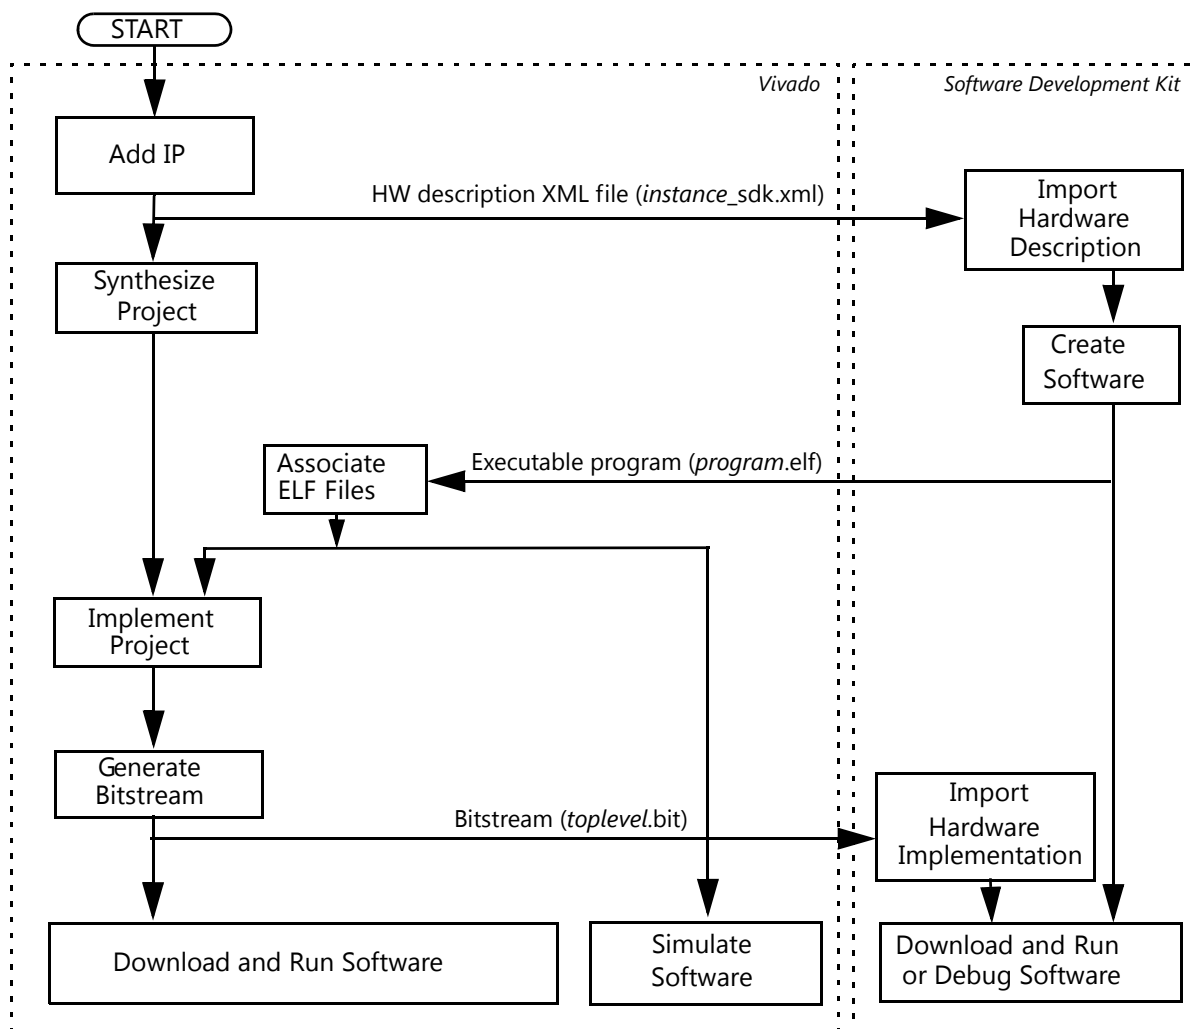 START
Vivado
Software Development Kit
Add IP
HW description XML file (instance_sdk.xml)
Import
Hardware
Description
Synthesize
Project
Create
Software
Associate
ELF Files
Executable program (program.elf)
Implement
Project
Generate
Bitstream
Bitstream (toplevel.bit)
Import
Hardware
Implementation
Download and Run Software
Simulate
Software
Download and Run
or Debug Software